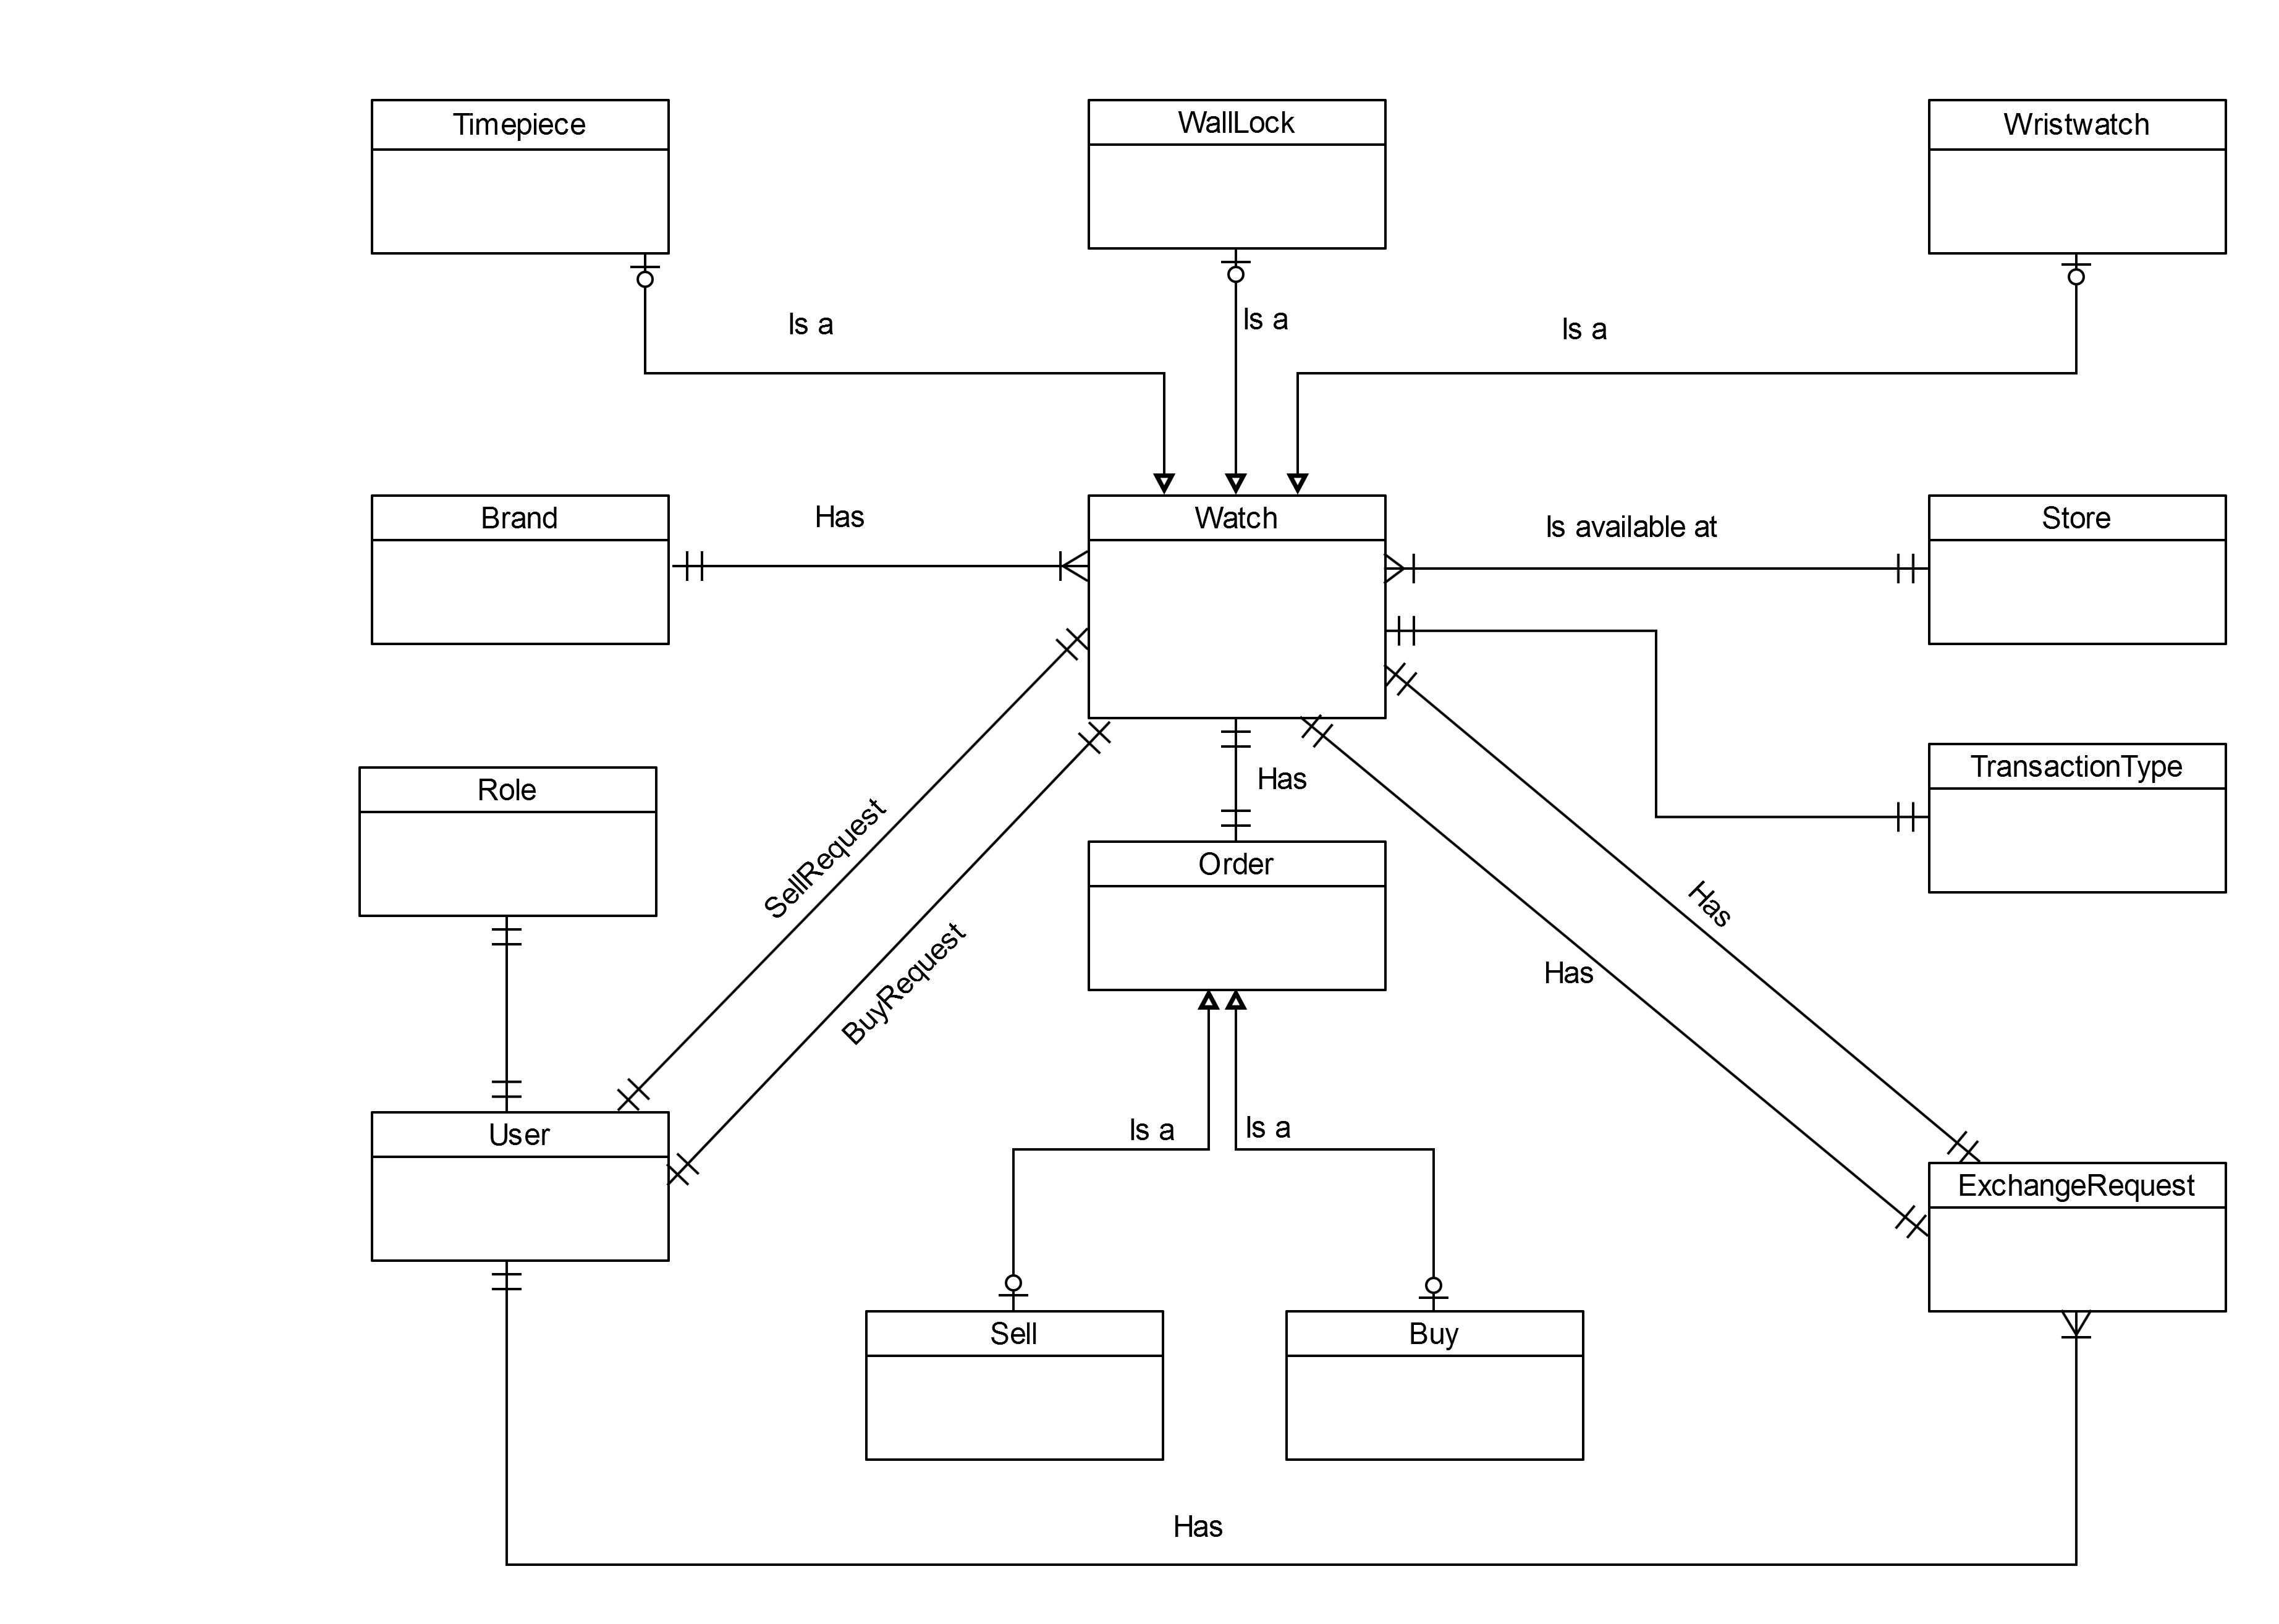 Timepiece
WallLock
Wristwatch
Is a
Is a
Is a
Brand
Has
Watch
Is available at
Store
Role
SellRequest
BuyRequest
Has
Order
TransactionType
Has
Has
User
Is a
Is a
ExchangeRequest
Sell
Buy
Has